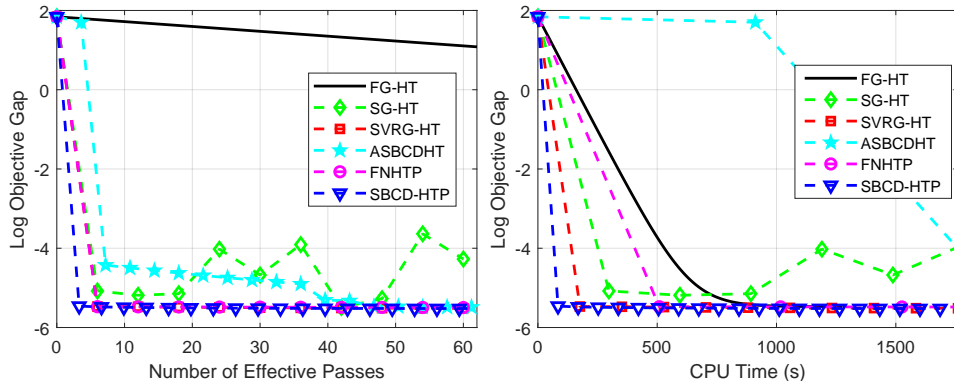 2
0
-2
-4
-6
Log Objective Gap
0 10 20 30 40 50 60
Number of Effective Passes
FG-HT
SG-HT
SVRG-HT
ASBCDHT
FNHTP
SBCD-HTP
2
0
-2
-4
-6
Log Objective Gap
0 500 1000 1500
CPU Time (s)
FG-HT
SG-HT
SVRG-HT
ASBCDHT
FNHTP
SBCD-HTP